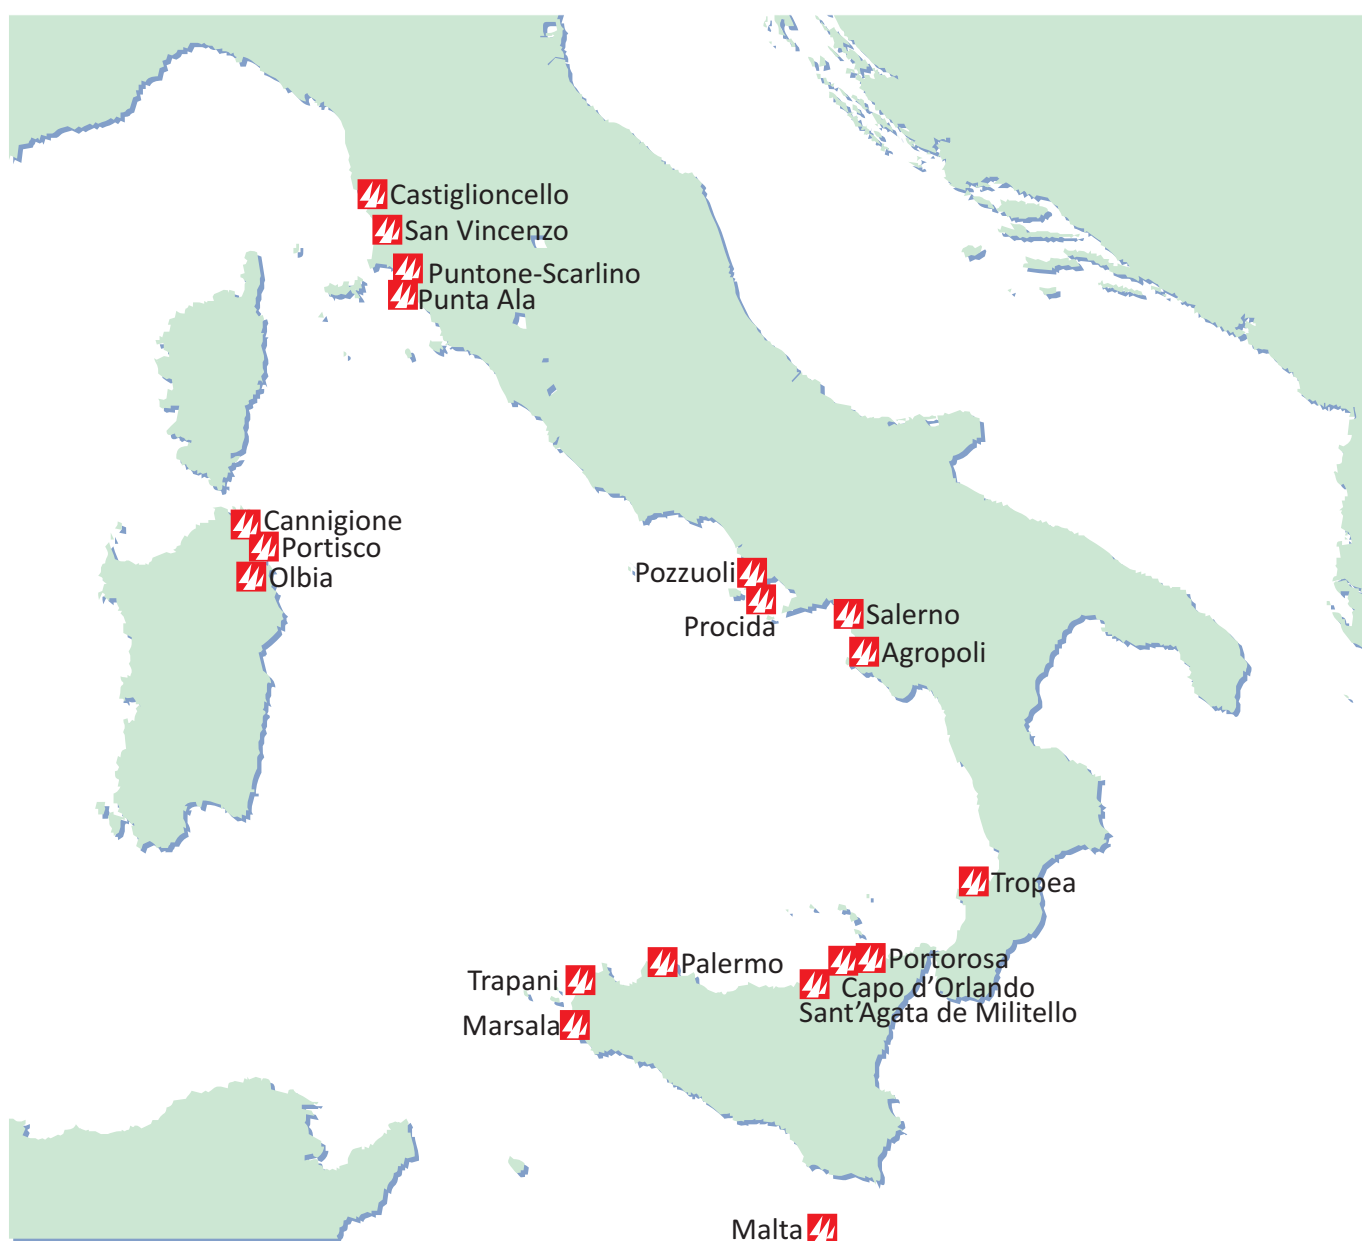 Castiglioncello
San Vincenzo
Puntone-Scarlino
Punta Ala
Cannigione
Portisco
Olbia
Pozzuoli
Procida
Salerno
Agropoli
Tropea
Portorosa
Palermo
Trapani
Capo d’Orlando
Sant’Agata de Militello
Marsala
Malta